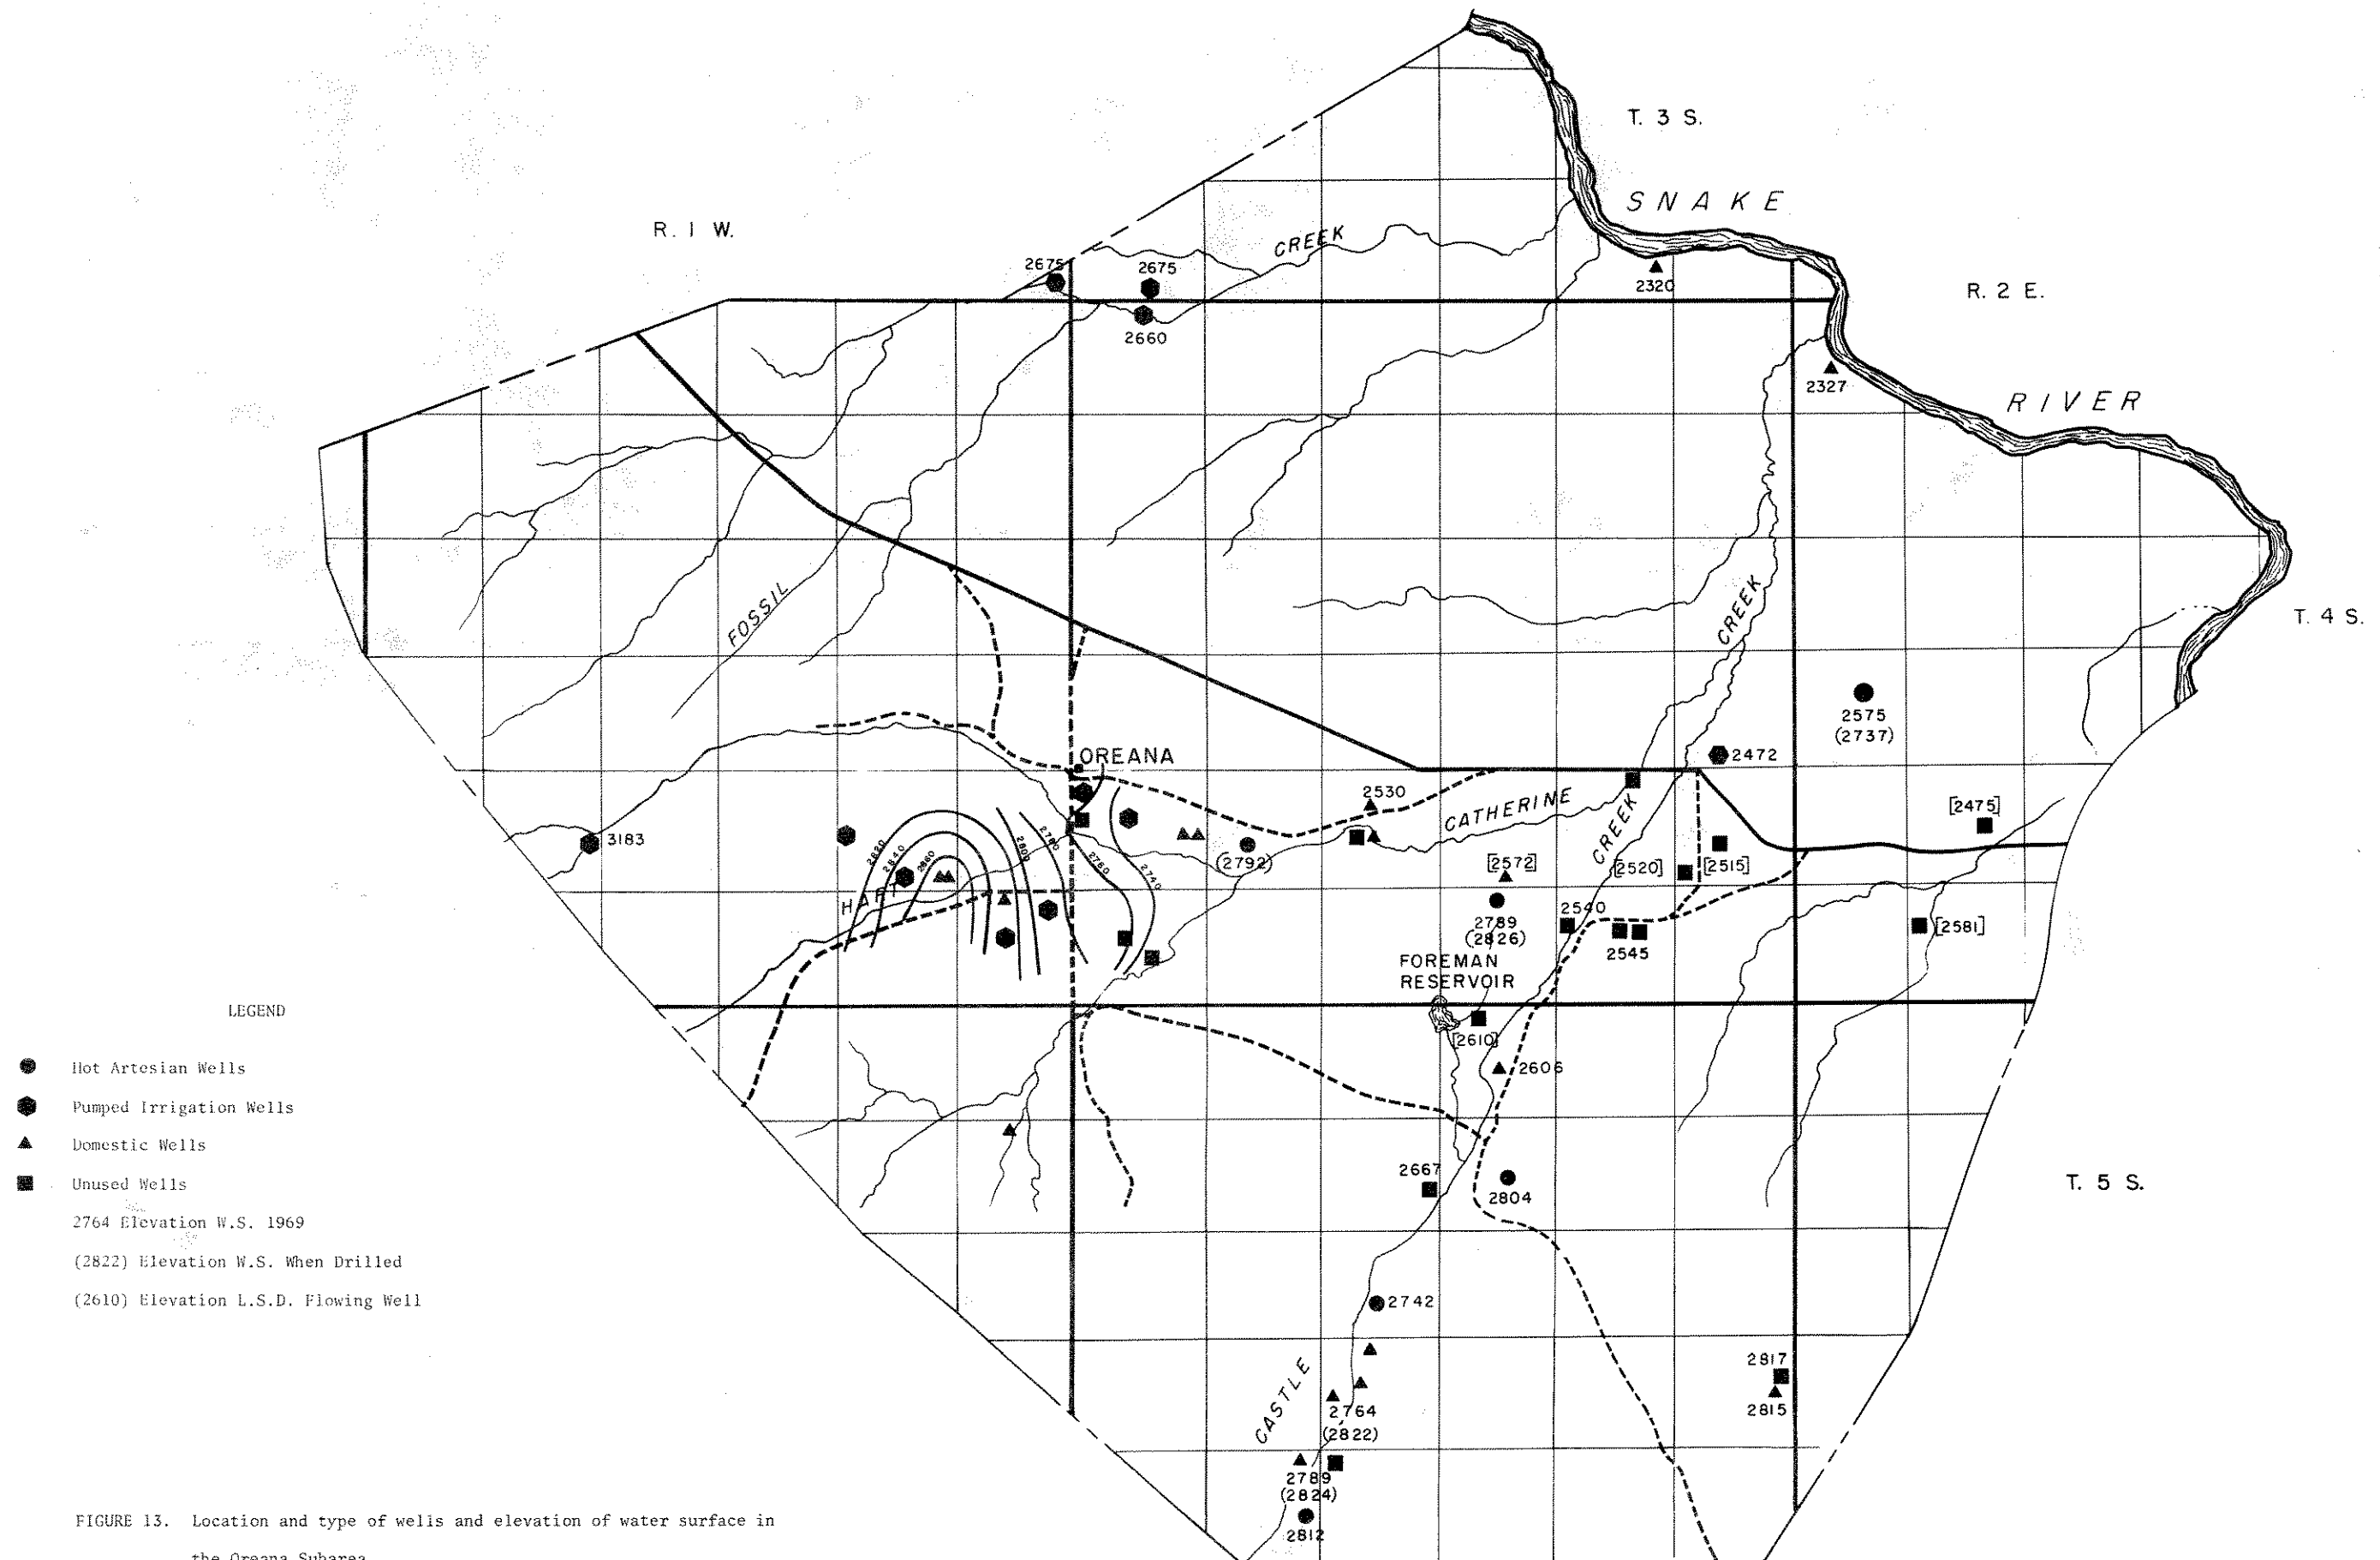 T. 3 S.
SNAKE
R. 1 W.
CREEK
2675
2675
2320
R. 2 E.
2660
2327
RIVER
FOSSIL
CREEK
T. 4 S.
2575
(2737)
OREANA
2472
2530
CATHERINE
[2475]
3183
2820
2840
2860
2800
2780
2760
2740
(2792)
CREEK
[2572]
[2520]
[2515]
HART
2789
(2826)
2540
2545
[2581]
FOREMAN
RESERVOIR
[2610]
2606
LEGEND
Hot Artesian Wells
Pumped Irrigation Wells
Domestic Wells
Unused Wells
2764 Elevation W.S. 1969
(2822) Elevation W.S. When Drilled
(2610) Elevation L.S.D. Flowing Well
2667
2804
T. 5 S.
2742
CASTLE
2817
2815
2764
(2822)
2789
(2824)
2812
FIGURE 13. Location and type of wells and elevation of water surface in
the Oreana Subarea